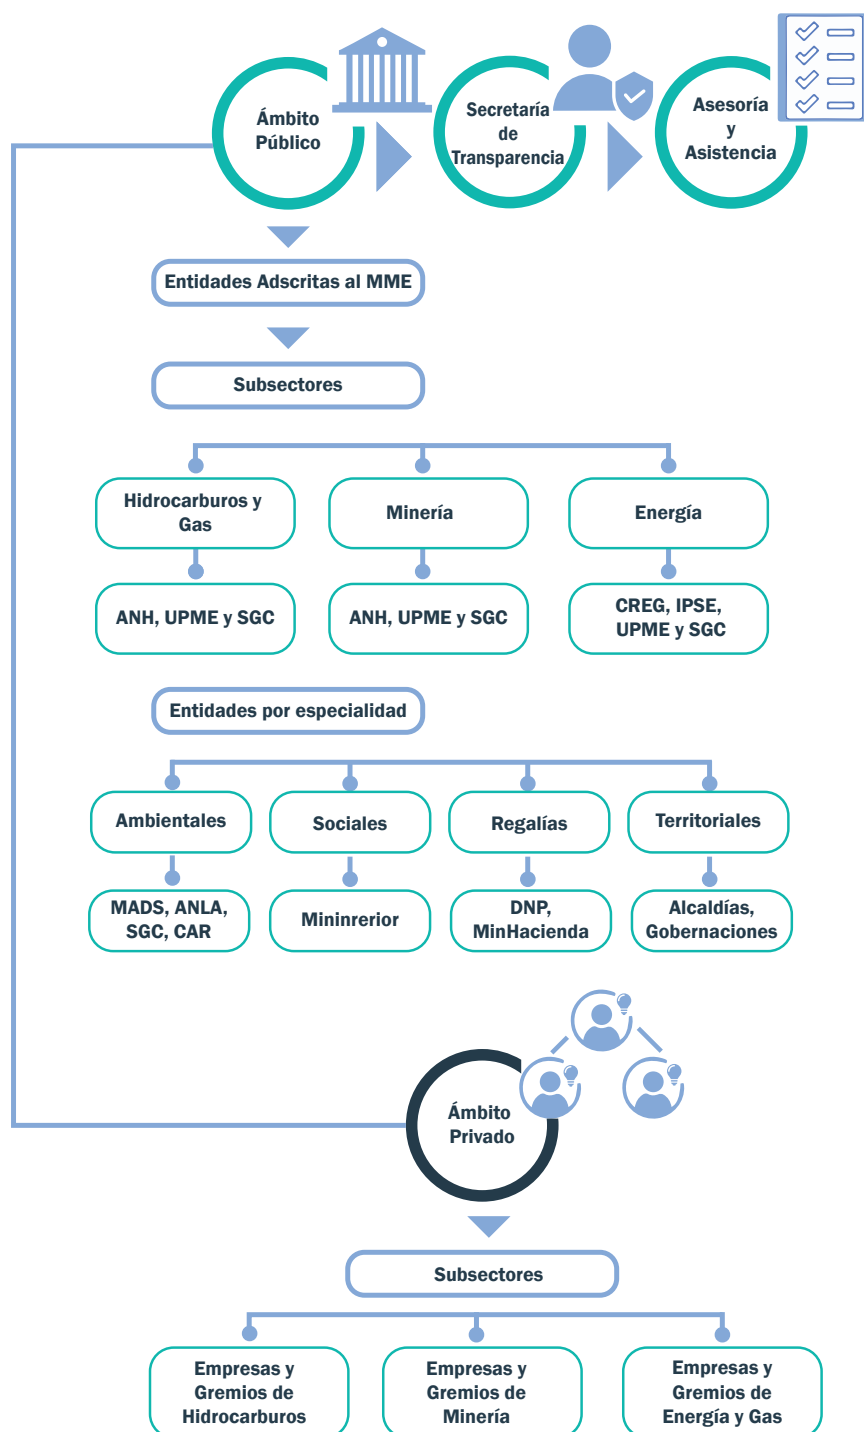 Ámbito
Público
Secretaría
de
Transparencia
Asesoría
y
Asistencia
Entidades Adscritas al MME
Subsectores
Hidrocarburos y
Gas
Minería
Energía
ANH, UPME y SGC
ANH, UPME y SGC
CREG, IPSE,
UPME y SGC
Entidades por especialidad
Ambientales
Sociales
Regalías
Territoriales
MADS, ANLA,
SGC, CAR
Mininrerior
DNP,
MinHacienda
Alcaldías,
Gobernaciones
Ámbito
Privado
Subsectores
Empresas y
Gremios de
Hidrocarburos
Empresas y
Gremios de
Minería
Empresas y
Gremios de
Energía y Gas